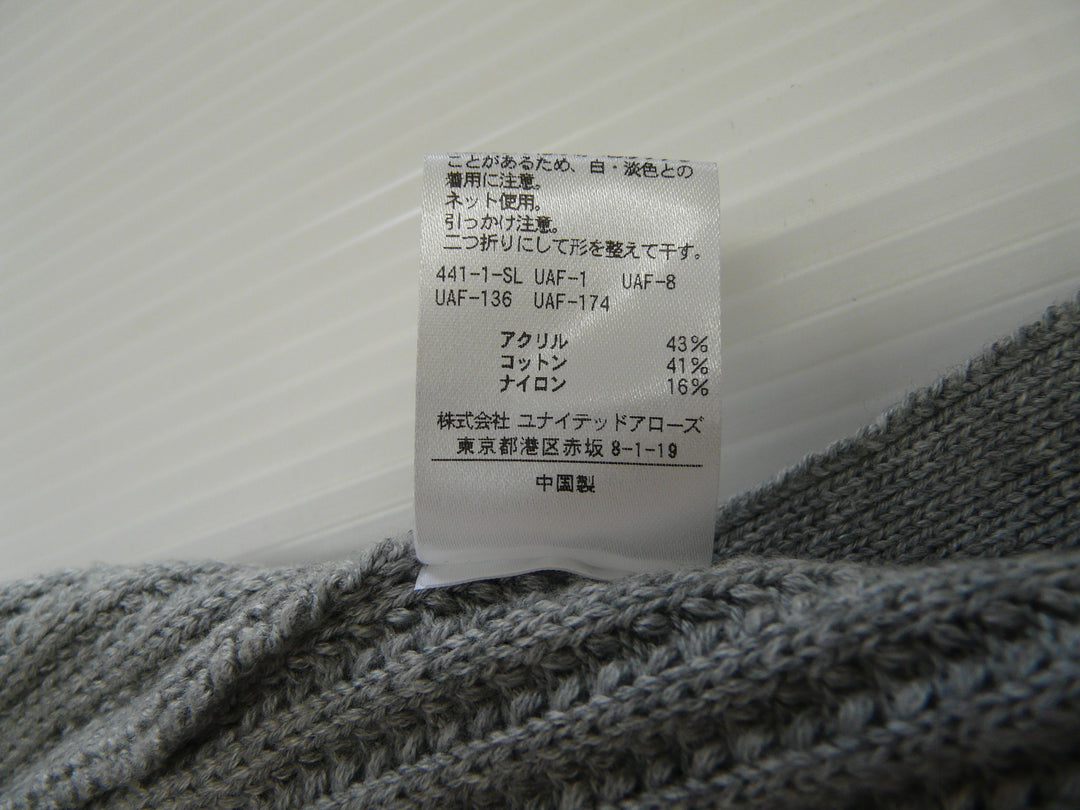 ことがあるため、白・淡色との
着用に注意。
ネット使用。
引っかけ注意。
二つ折りにして形を整えて干す。
441-1-SL UAF-1 UAF-8
UAF-136 UAF-174
アクリル 43%
コットン 41%
ナイロン 16%
株式会社 ユナイテッドアローズ
東京都港区赤坂 8-1-19
中国製